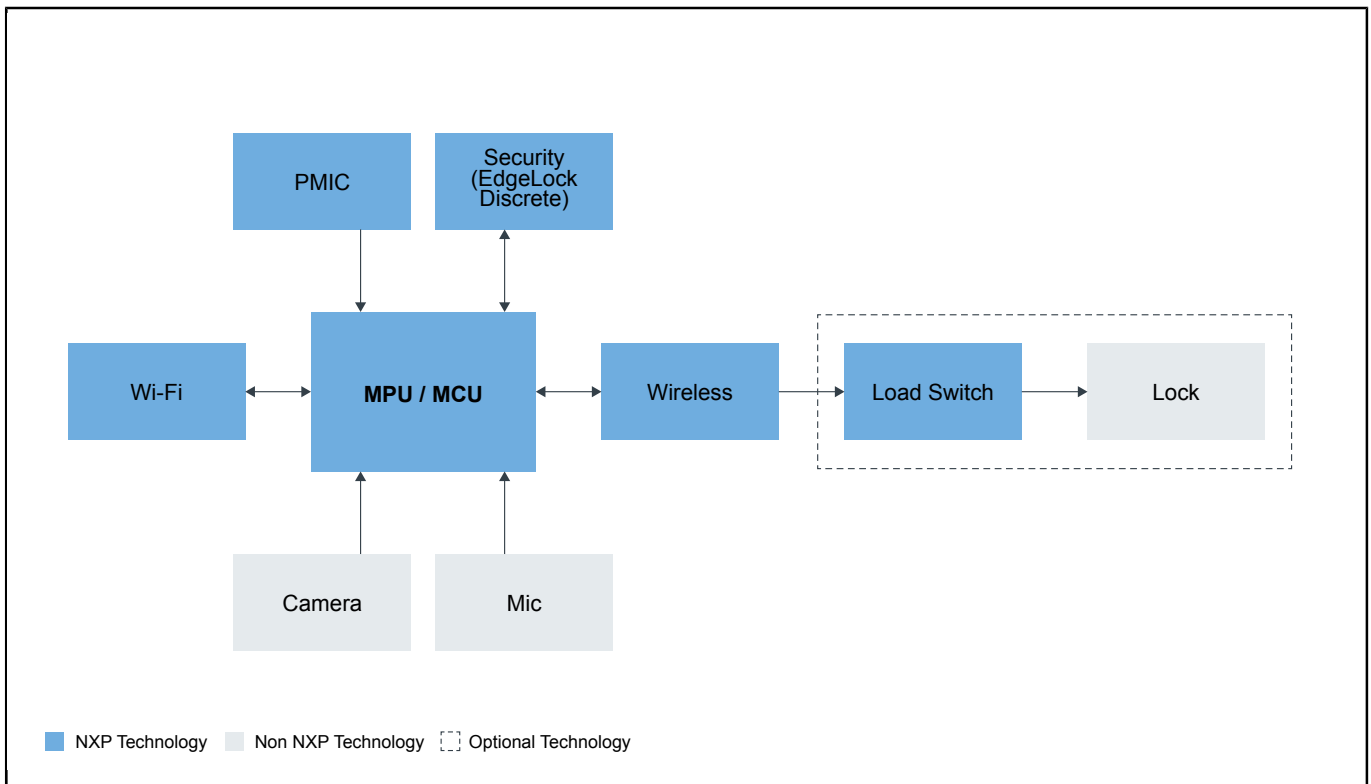 PMIC
Security
(EdgeLock
Discrete)
Wi-Fi
MPU / MCU
Wireless
Load Switch
Lock
Camera
Mic
NXP Technology
Non NXP Technology
Optional Technology